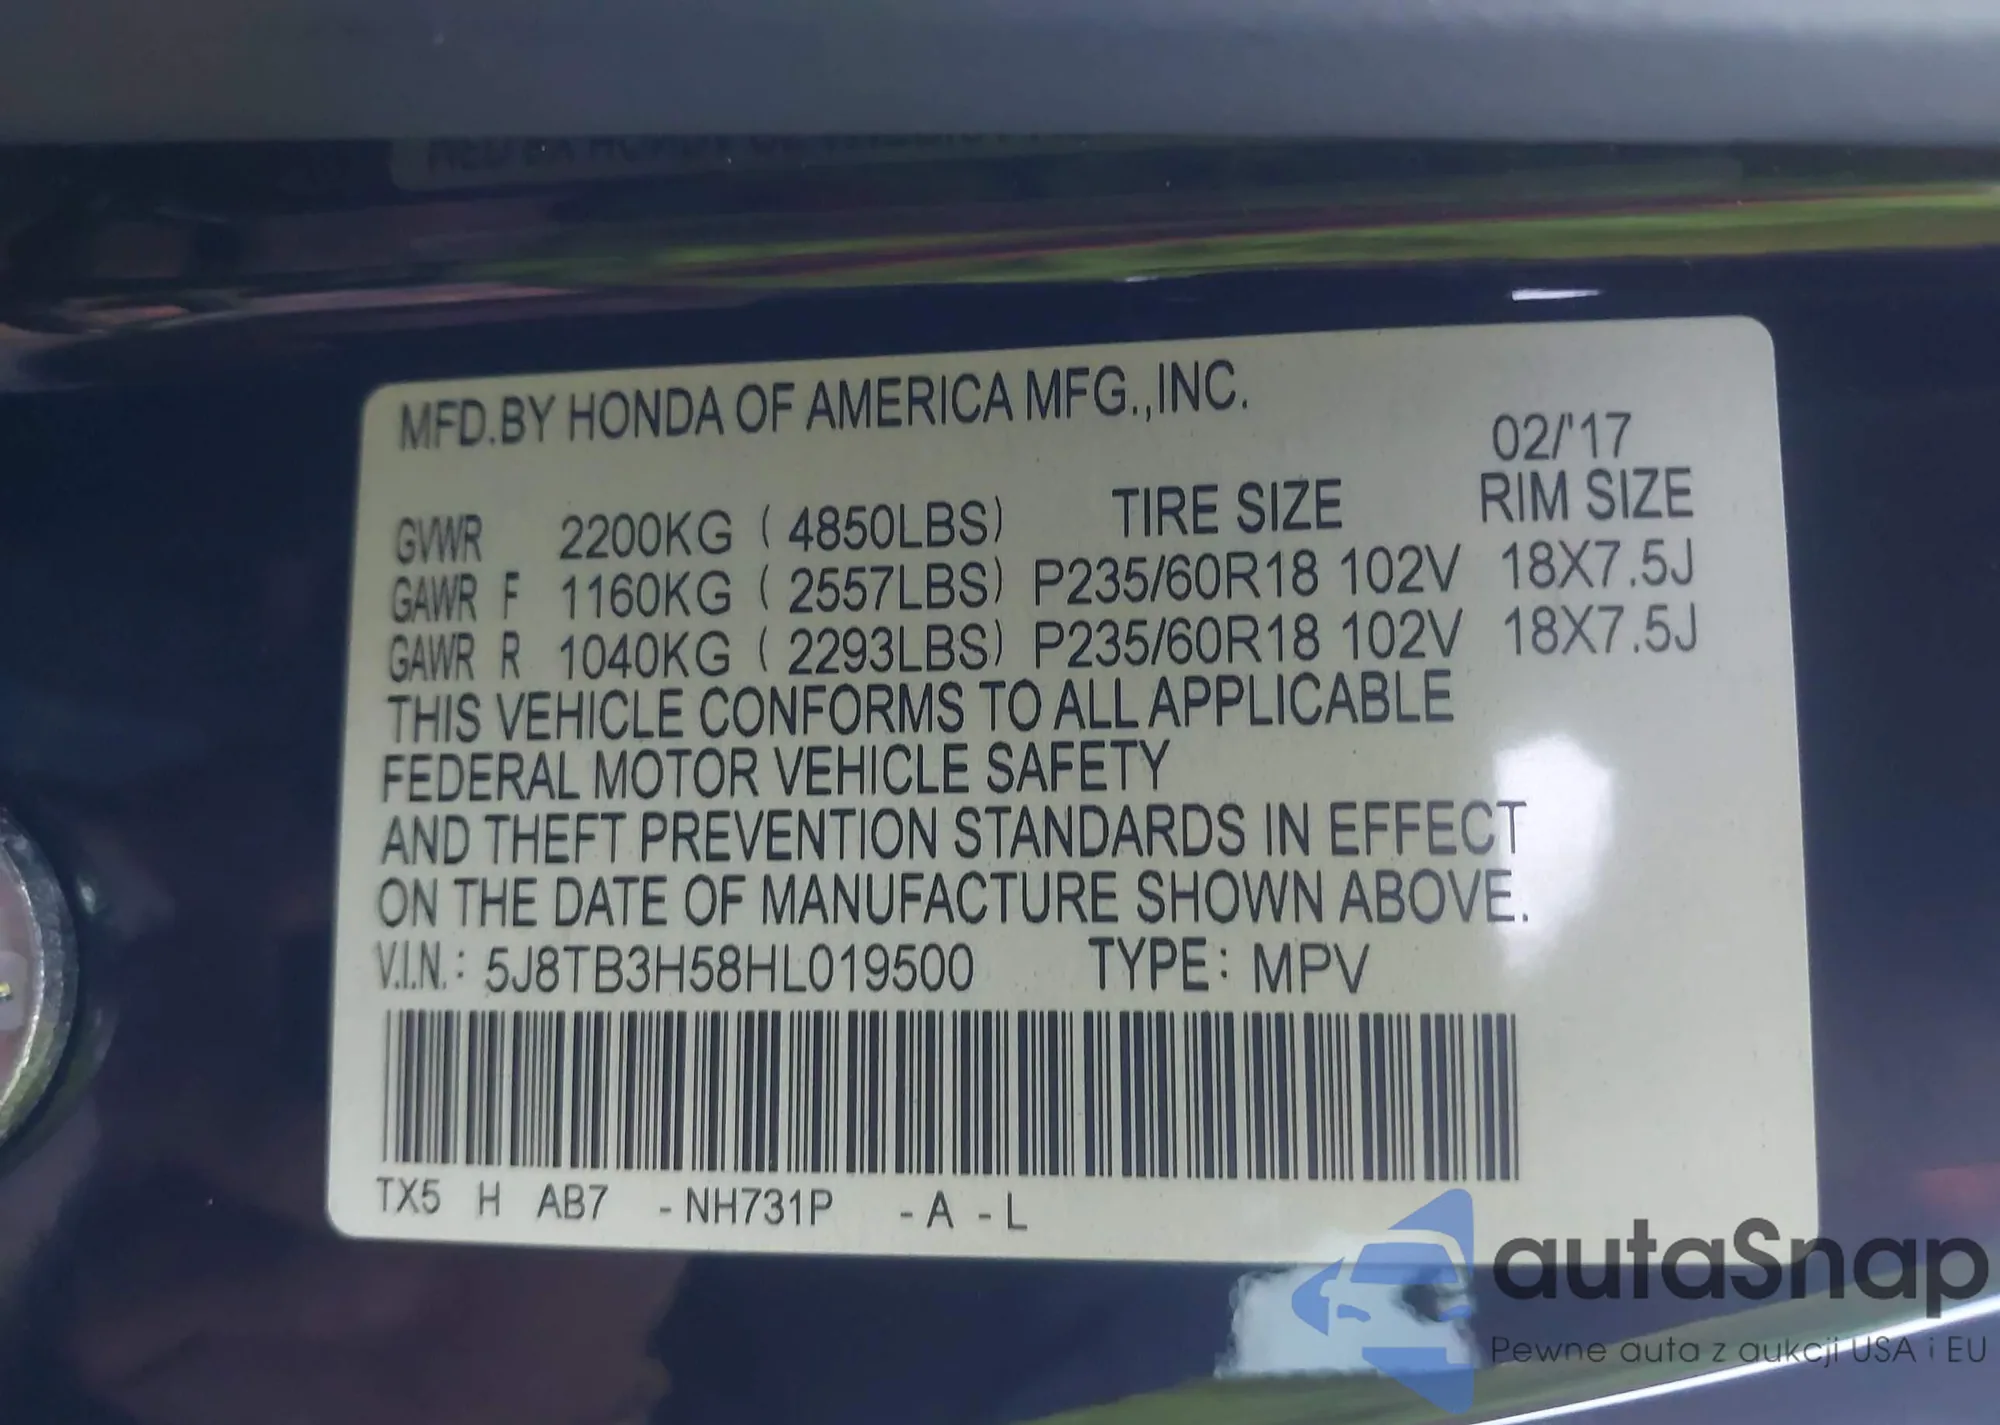 MFD.BY HONDA OF AMERICA MFG.,INC.
02/'17
GVWR 2200KG ( 4850LBS) TIRE SIZE RIM SIZE
GAWR F 1160KG ( 2557LBS) P235/60R18 102V 18X7.5J
GAWR R 1040KG ( 2293LBS) P235/60R18 102V 18X7.5J
THIS VEHICLE CONFORMS TO ALL APPLICABLE
FEDERAL MOTOR VEHICLE SAFETY
AND THEFT PREVENTION STANDARDS IN EFFECT
ON THE DATE OF MANUFACTURE SHOWN ABOVE.
V.I.N.: 5J8TB3H58HL019500 TYPE: MPV
TX5 H AB7 -NH731P -A -L
autaSnap
Pewne auta z aukcji USA i EU